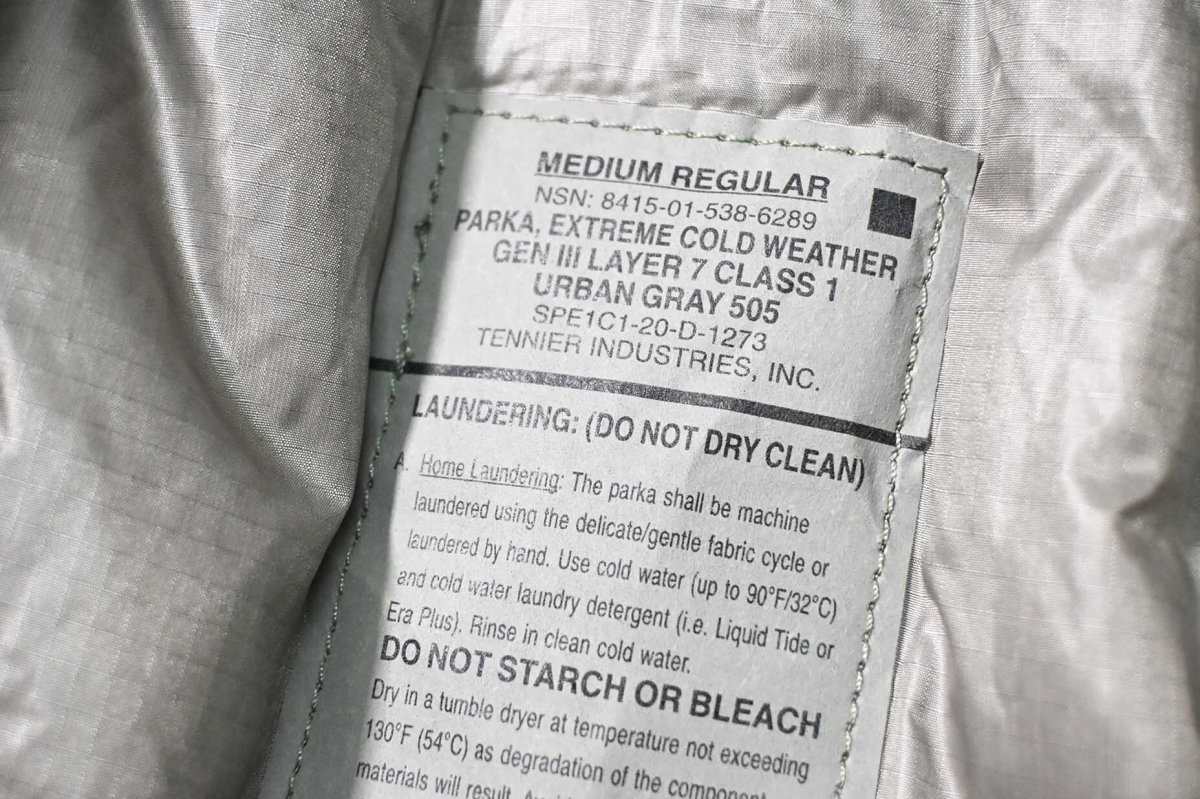 MEDIUM REGULAR
NSN: 8415-01-538-6289
PARKA, EXTREME COLD WEATHER
GEN III LAYER 7 CLASS 1
URBAN GRAY 505
SPE1C1-20-D-1273
TENNIER INDUSTRIES, INC.
LAUNDERING: (DO NOT DRY CLEAN)
A. Home Laundering: The parka shall be machine
laundered using the delicate/gentle fabric cycle or
laundered by hand. Use cold water (up to 90°F/32°C)
and cold water laundry detergent (i.e. Liquid Tide or
Era Plus). Rinse in clean cold water.
DO NOT STARCH OR BLEACH
Dry in a tumble dryer at temperature not exceeding
130°F (54°C) as degradation of the component
materials will result.